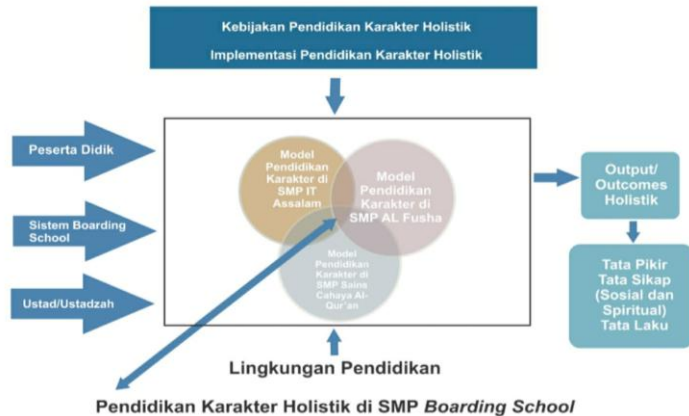 Kebijakan Pendidikan Karakter Holistik
Implementasi Pendidikan Karakter Holistik
Peserta Didik
Sistem Boarding
School
Ustad/Ustadzah
Model
Pendidikan
Karakter di
SMP IT
Assalam
Model
Pendidikan
Karakter di
SMP AL Fusha
Model
Pendidikan
Karakter di
SMP Sains
Cahaya Al-
Qur'an
Output/
Outcomes
Holistik
Tata Pikir
Tata Sikap
(Sosial dan
Spiritual)
Tata Laku
Lingkungan Pendidikan
Pendidikan Karakter Holistik di SMP Boarding School